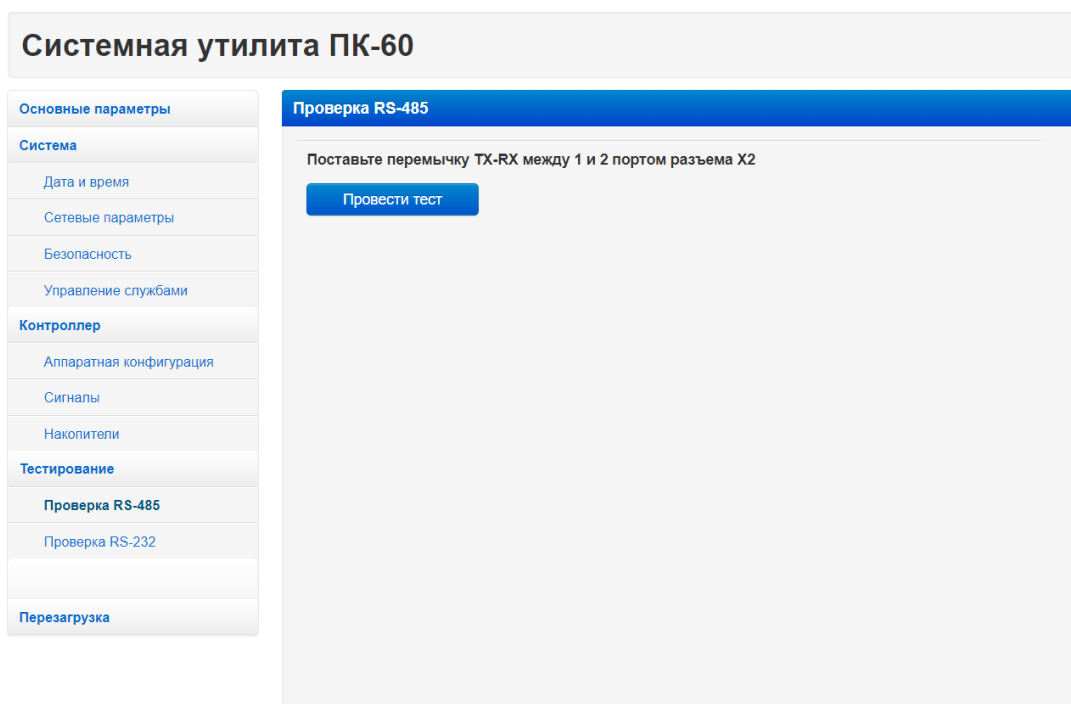 Системная утилита ПК-60
Основные параметры
Система
Дата и время
Сетевые параметры
Безопасность
Управление службами
Контроллер
Аппаратная конфигурация
Сигналы
Накопители
Тестирование
Проверка RS-485
Проверка RS-232
Перезагрузка
Проверка RS-485
Поставьте перемычку TX-RX между 1 и 2 портом разъема X2
Провести тест